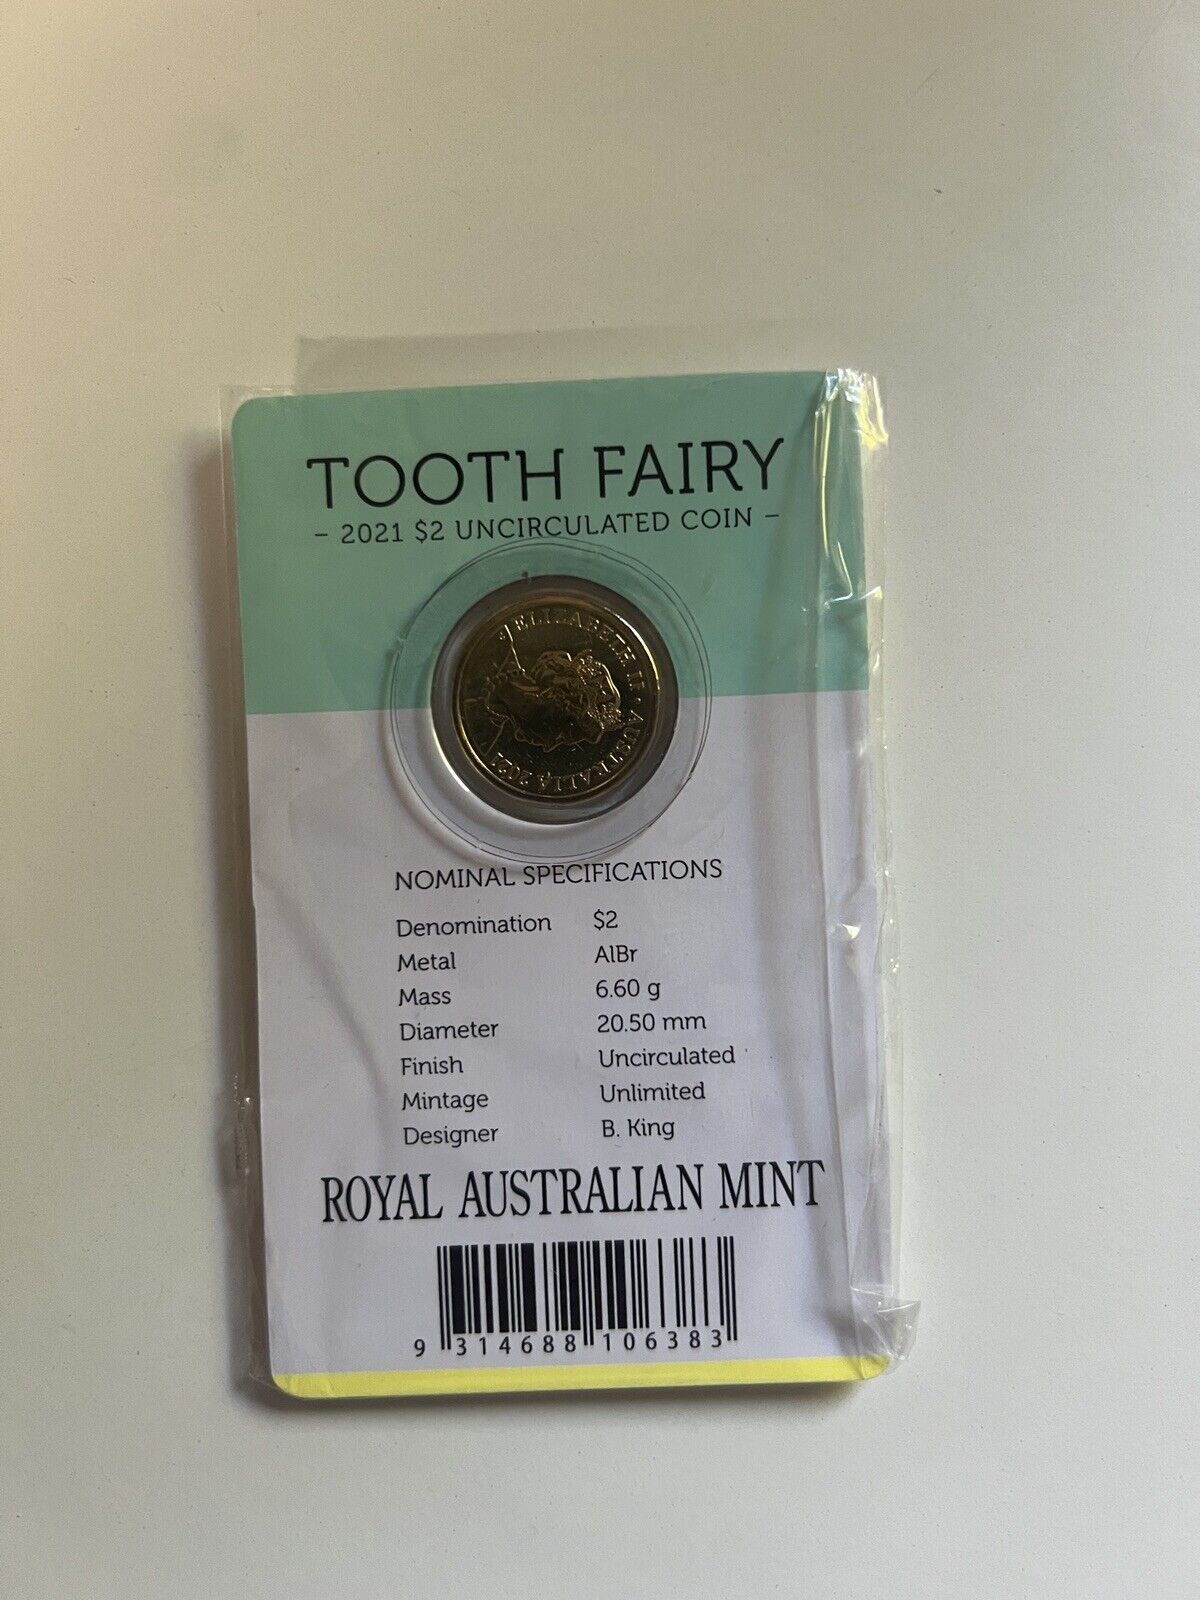 TOOTH FAIRY
– 2021 $2 UNCIRCULATED COIN –
ELIZABETH II · AUSTRALIA 2021
NOMINAL SPECIFICATIONS
Denomination $2
Metal AlBr
Mass 6.60 g
Diameter 20.50 mm
Finish Uncirculated
Mintage Unlimited
Designer B. King
ROYAL AUSTRALIAN MINT
9 314688 106383